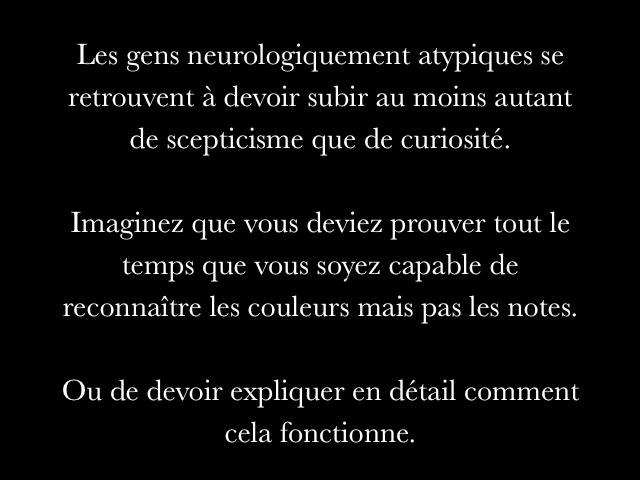 Les gens neurologiquement atypiques se
retrouvent à devoir subir au moins autant
de scepticisme que de curiosité.
Imaginez que vous deviez prouver tout le
temps que vous soyez capable de
reconnaître les couleurs mais pas les notes.
Ou de devoir expliquer en détail comment
cela fonctionne.